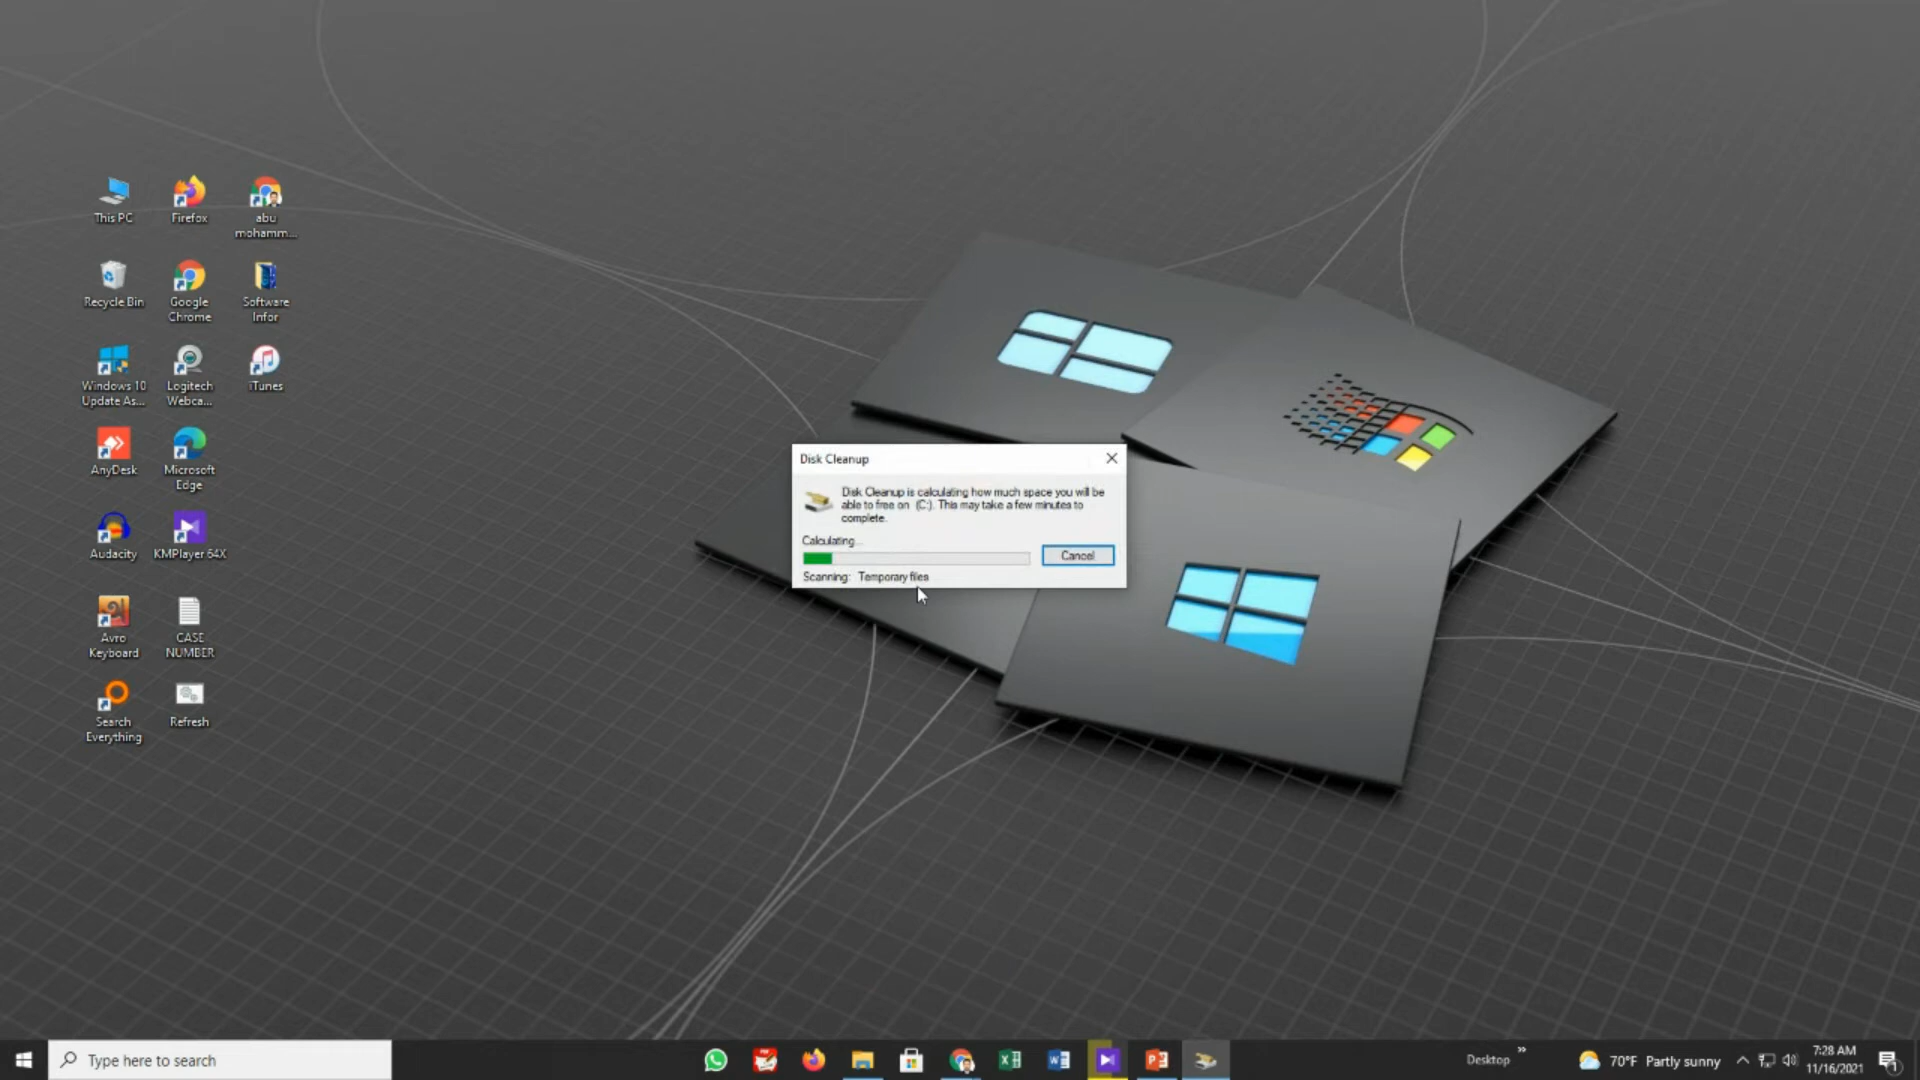 This PC
Firefox
abu
mohamm...
Recycle Bin
Google
Chrome
Software
Infor
Windows 10
Update As...
Logitech
Webca...
iTunes
AnyDesk
Microsoft
Edge
Audacity
KMPlayer 64X
Avro
Keyboard
CASE
NUMBER
Search
Everything
Refresh
Disk Cleanup
Disk Cleanup is calculating how much space you will be
able to free on (C:). This may take a few minutes to
complete.
Calculating...
Cancel
Scanning: Temporary files
Type here to search
Desktop
70°F Partly sunny
7:28 AM
11/16/2021
1